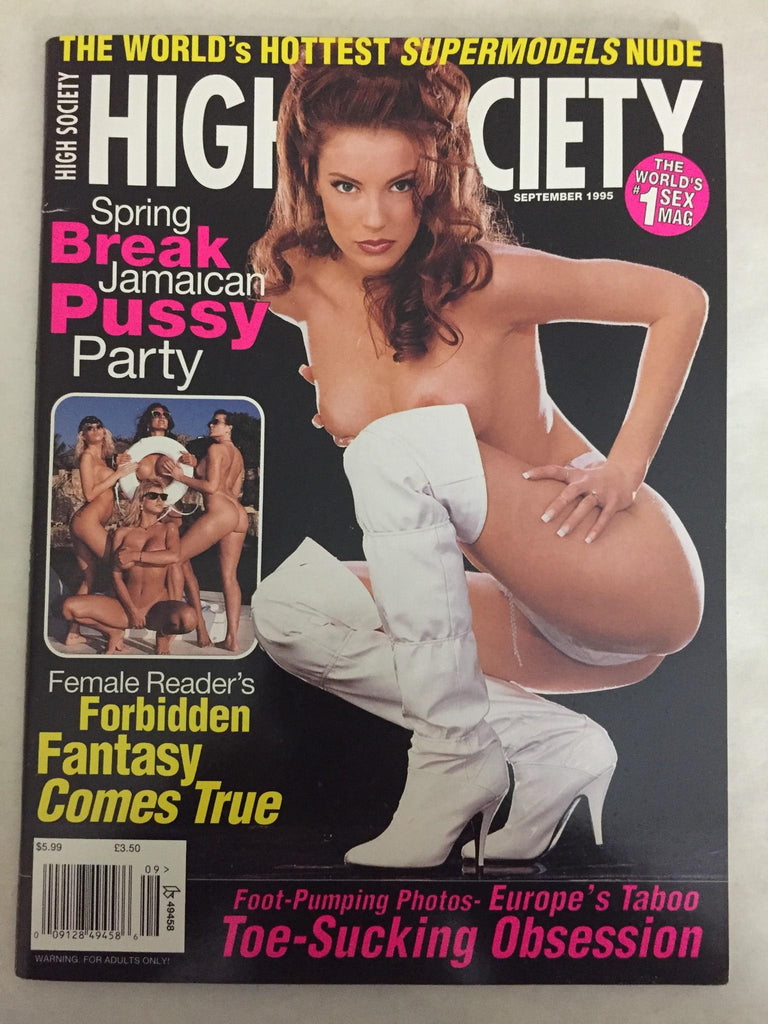 THE WORLD'S HOTTEST SUPERMODELS NUDE
HIGH SOCIETY
HIGH SOCIETY
SEPTEMBER 1995
THE
WORLD'S
#1 SEX
MAG
Spring
Break
Jamaican
Pussy
Party
Female Reader's
Forbidden
Fantasy
Comes True
$5.99 £3.50
09>
49458
0 09128 49458 6
WARNING: FOR ADULTS ONLY!
Foot-Pumping Photos- Europe's Taboo
Toe-Sucking Obsession